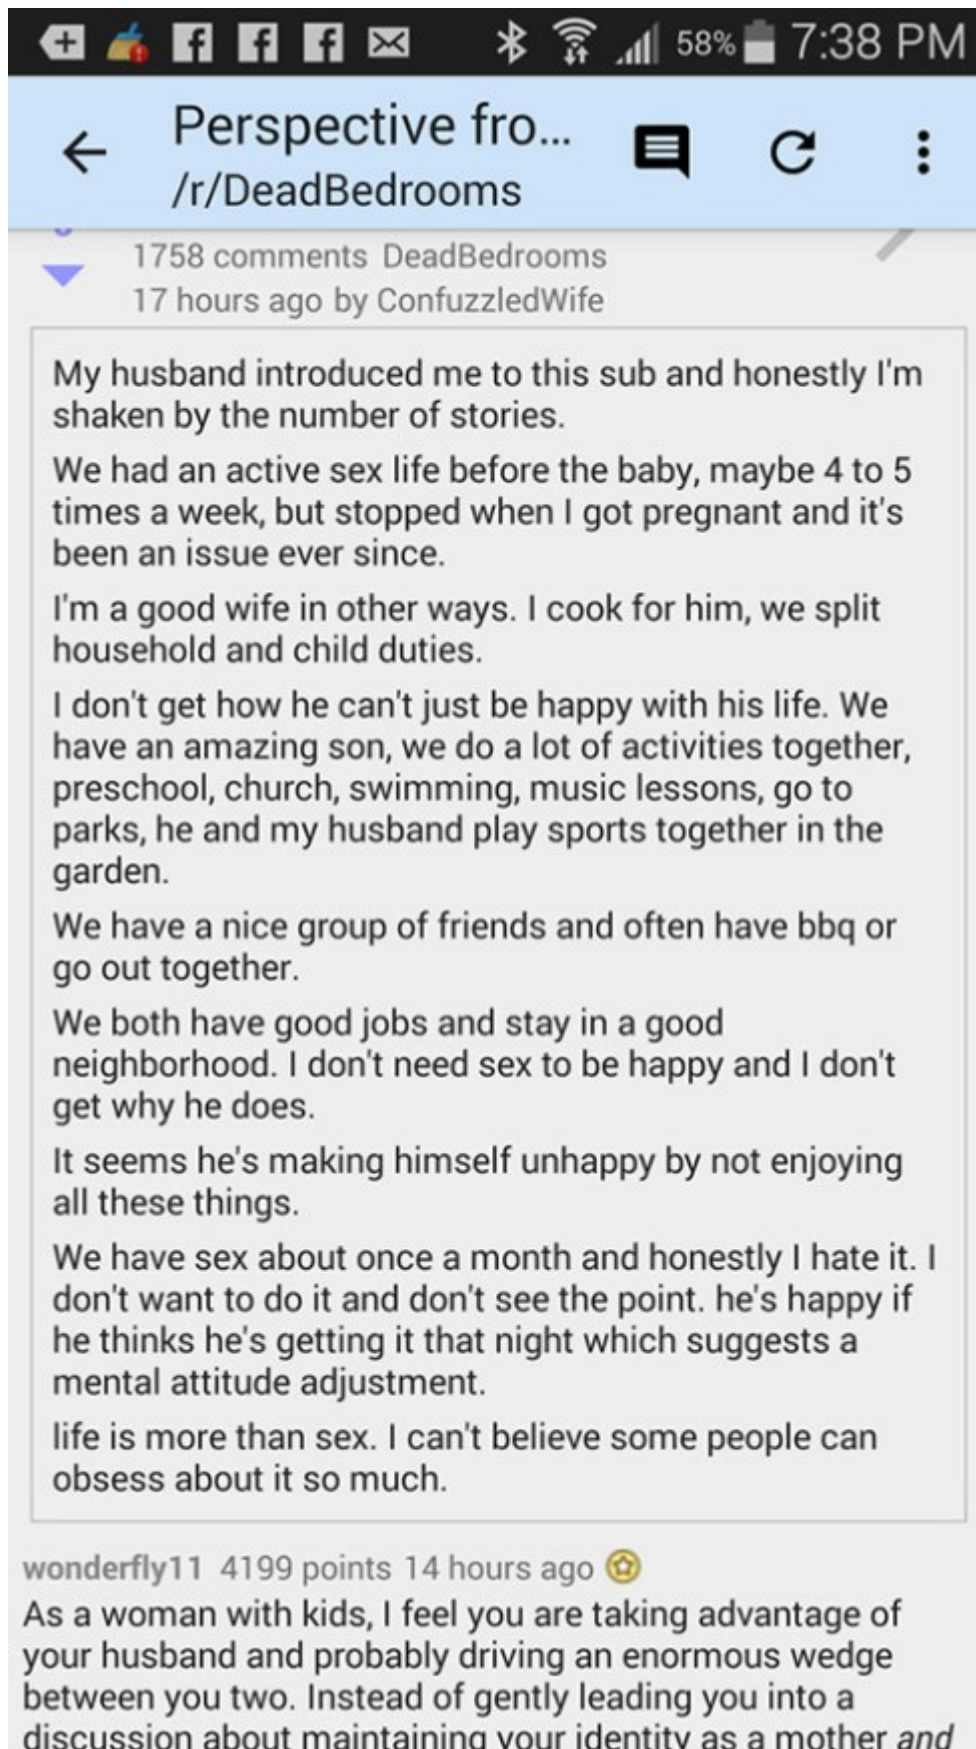 58% 7:38 PM
Perspective fro...
/r/DeadBedrooms
1758 comments DeadBedrooms
17 hours ago by ConfuzzledWife
My husband introduced me to this sub and honestly I'm
shaken by the number of stories.
We had an active sex life before the baby, maybe 4 to 5
times a week, but stopped when I got pregnant and it's
been an issue ever since.
I'm a good wife in other ways. I cook for him, we split
household and child duties.
I don't get how he can't just be happy with his life. We
have an amazing son, we do a lot of activities together,
preschool, church, swimming, music lessons, go to
parks, he and my husband play sports together in the
garden.
We have a nice group of friends and often have bbq or
go out together.
We both have good jobs and stay in a good
neighborhood. I don't need sex to be happy and I don't
get why he does.
It seems he's making himself unhappy by not enjoying
all these things.
We have sex about once a month and honestly I hate it. I
don't want to do it and don't see the point. he's happy if
he thinks he's getting it that night which suggests a
mental attitude adjustment.
life is more than sex. I can't believe some people can
obsess about it so much.
wonderfly11 4199 points 14 hours ago
As a woman with kids, I feel you are taking advantage of
your husband and probably driving an enormous wedge
between you two. Instead of gently leading you into a
discussion about maintaining your identity as a mother and